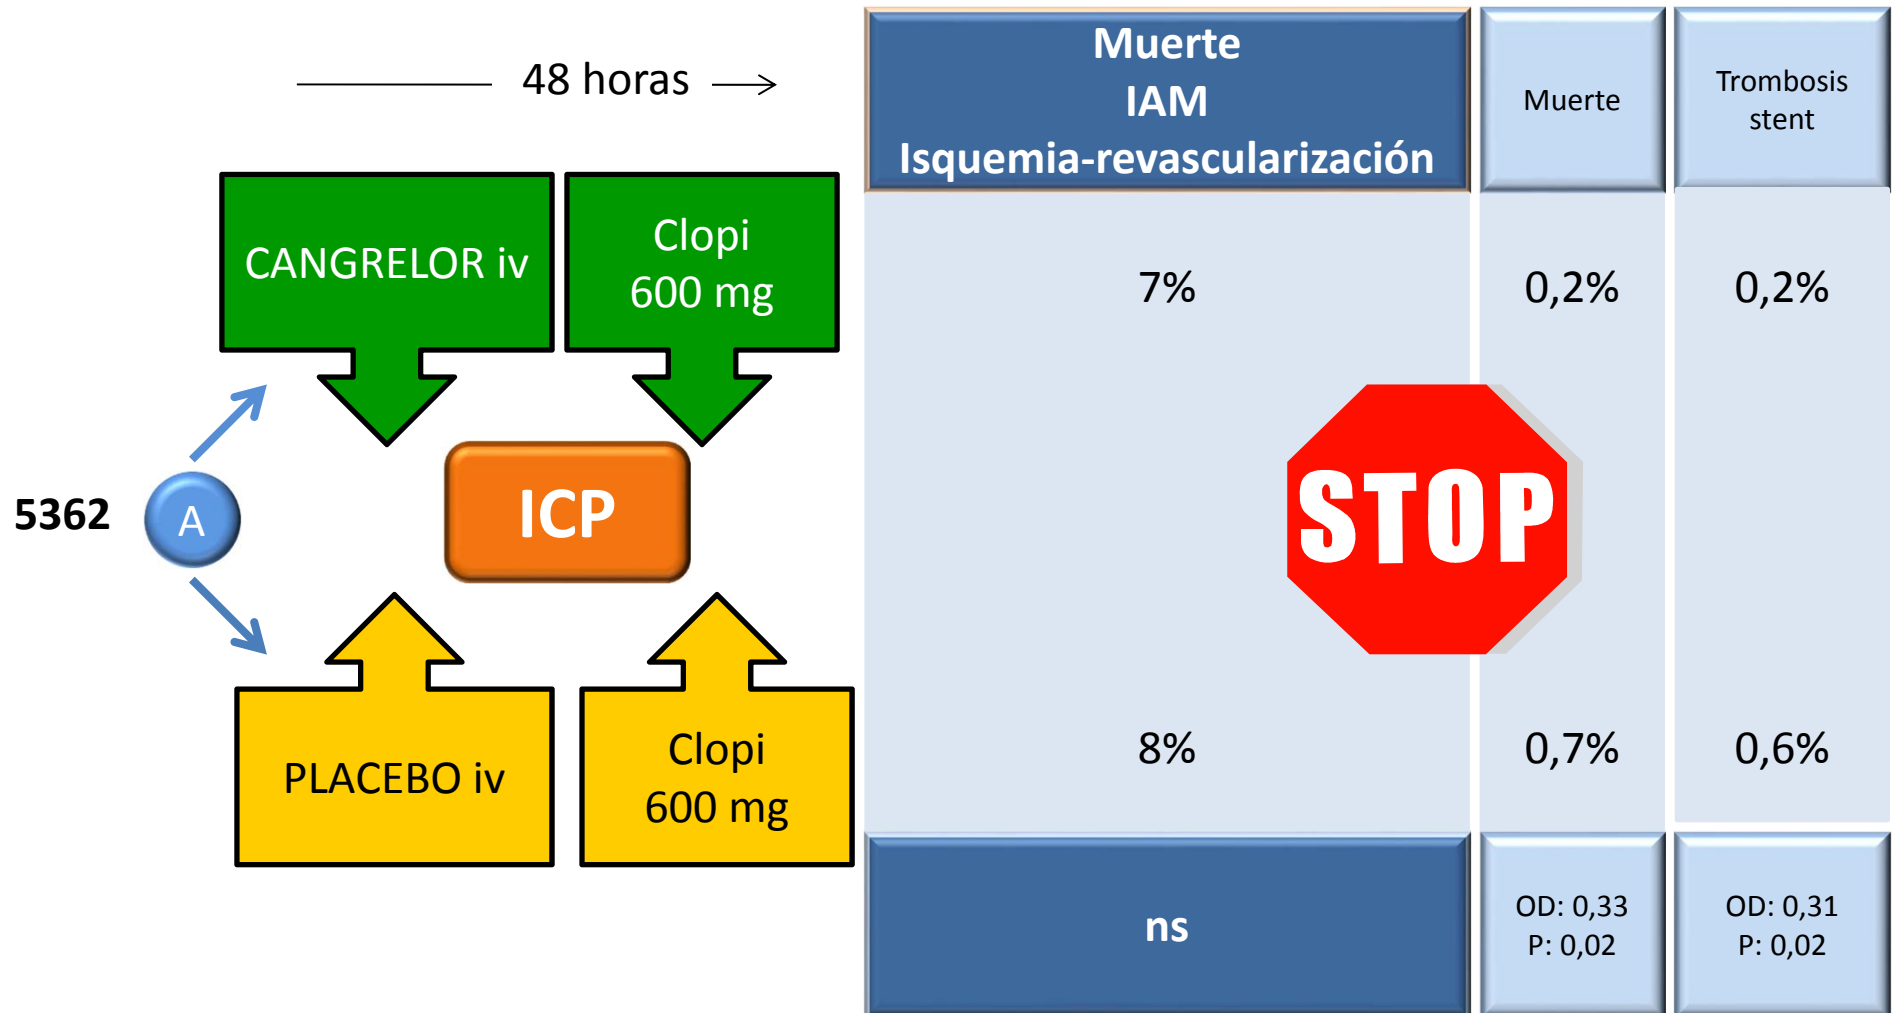 48 horas
Muerte
IAM
Isquemia-revascularización
Muerte
Trombosis
stent
CANGRELOR iv
Clopi
600 mg
7%
0,2%
0,2%
5362
A
ICP
STOP
PLACEBO iv
Clopi
600 mg
8%
0,7%
0,6%
ns
OD: 0,33
P: 0,02
OD: 0,31
P: 0,02